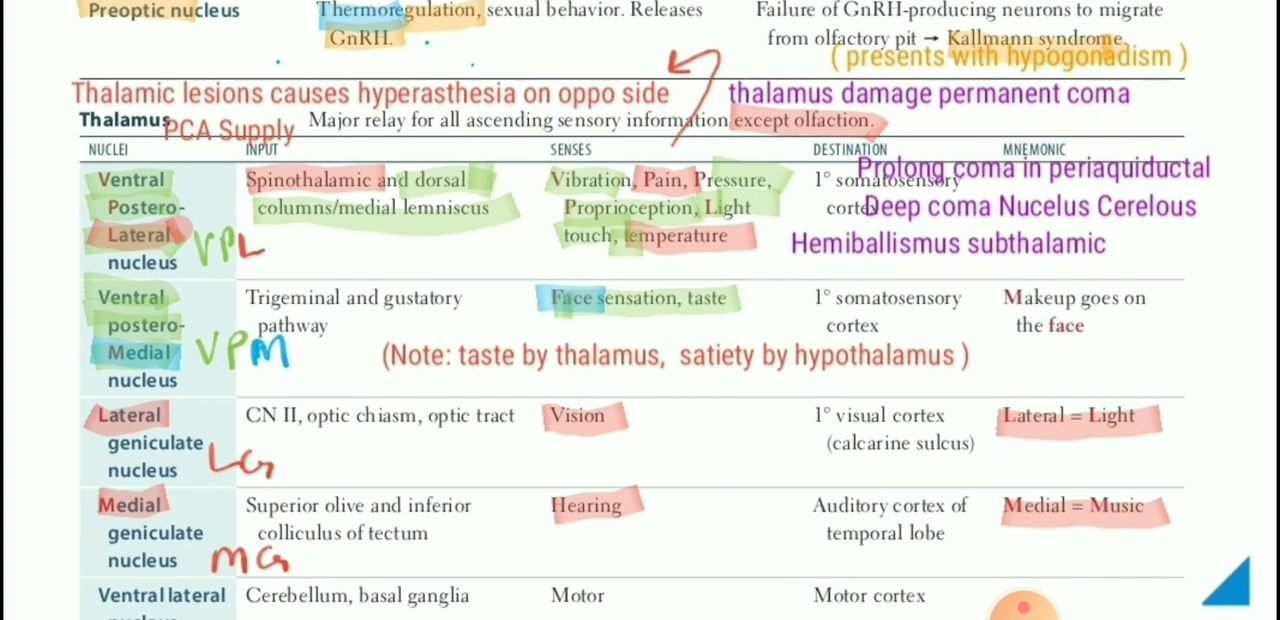 Preoptic nucleus Thermoregulation, sexual behavior. Releases Failure of GnRH-producing neurons to migrate
GnRH. from olfactory pit → Kallmann syndrome.
( presents with hypogonadism )
Thalamic lesions causes hyperasthesia on oppo side thalamus damage permanent coma
Thalamus Major relay for all ascending sensory information except olfaction.
PCA Supply
NUCLEI INPUT SENSES DESTINATION MNEMONIC
Prolong coma in periaquiductal
Ventral Spinothalamic and dorsal Vibration, Pain, Pressure, 1° somatosensory
Postero- columns/medial lemniscus Proprioception, Light cortex
Deep coma Nucelus Cerelous
Lateral VPL touch, temperature
Hemiballismus subthalamic
nucleus
Ventral Trigeminal and gustatory Face sensation, taste 1° somatosensory Makeup goes on
postero- pathway cortex the face
Medial VPM (Note: taste by thalamus, satiety by hypothalamus )
nucleus
Lateral CN II, optic chiasm, optic tract Vision 1° visual cortex Lateral = Light
geniculate (calcarine sulcus)
nucleus LG
Medial Superior olive and inferior Hearing Auditory cortex of Medial = Music
geniculate colliculus of tectum temporal lobe
nucleus MG
Ventral lateral Cerebellum, basal ganglia Motor Motor cortex